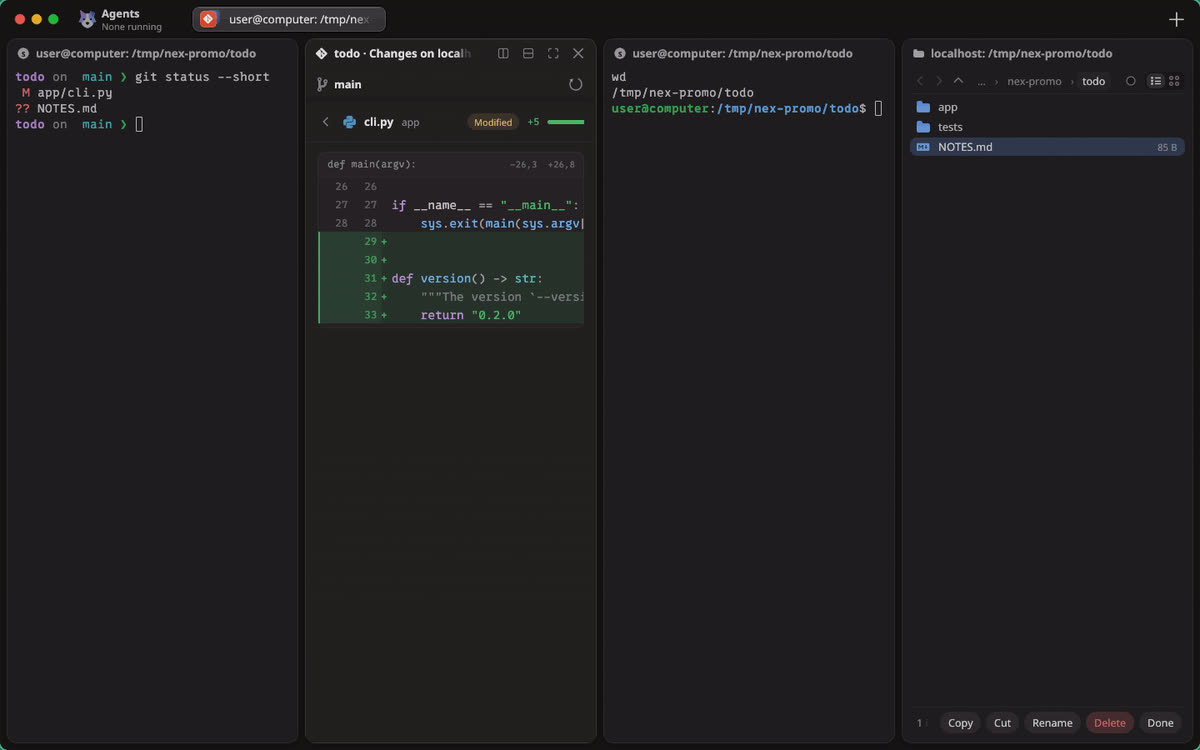 Agents
None running
user@computer: /tmp/nex
user@computer: /tmp/nex-promo/todo
todo on main ❯ git status --short
M app/cli.py
?? NOTES.md
todo on main ❯
todo · Changes on local
main
cli.py app Modified +5
def main(argv): -26,3 +26,8
26 26
27 27 if __name__ == "__main__":
28 28 sys.exit(main(sys.argv[
29 +
30 +
31 + def version() -> str:
32 + """The version `--versi
33 + return "0.2.0"
user@computer: /tmp/nex-promo/todo
wd
/tmp/nex-promo/todo
user@computer:/tmp/nex-promo/todo$
localhost: /tmp/nex-promo/todo
... › nex-promo › todo
app
tests
NOTES.md 85 B
1
Copy Cut Rename Delete Done